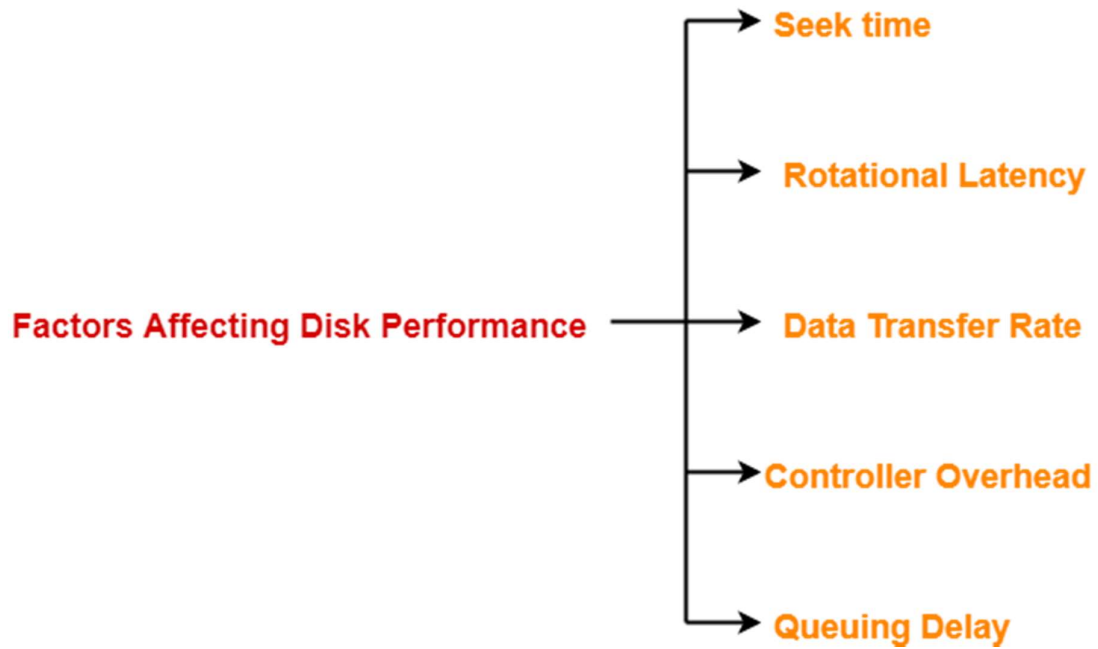 Seek time
Rotational Latency
Factors Affecting Disk Performance
Data Transfer Rate
Controller Overhead
Queuing Delay